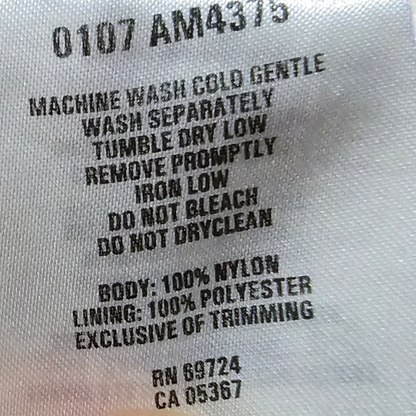 0107 AM4375
MACHINE WASH COLD GENTLE
WASH SEPARATELY
TUMBLE DRY LOW
REMOVE PROMPTLY
IRON LOW
DO NOT BLEACH
DO NOT DRYCLEAN
BODY: 100% NYLON
LINING: 100% POLYESTER
EXCLUSIVE OF TRIMMING
RN 69724
CA 05367